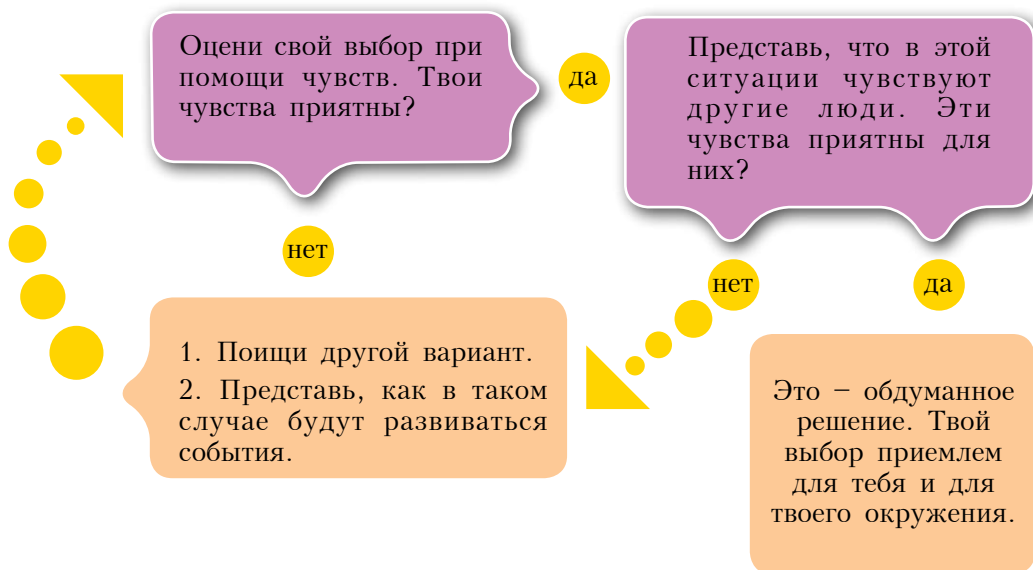 Оцени свой выбор при
помощи чувств. Твои
чувства приятны?
да
Представь, что в этой
ситуации чувствуют
другие люди. Эти
чувства приятны для
них?
нет
нет
да
1. Поищи другой вариант.
2. Представь, как в таком
случае будут развиваться
события.
Это – обдуманное
решение. Твой
выбор приемлем
для тебя и для
твоего окружения.